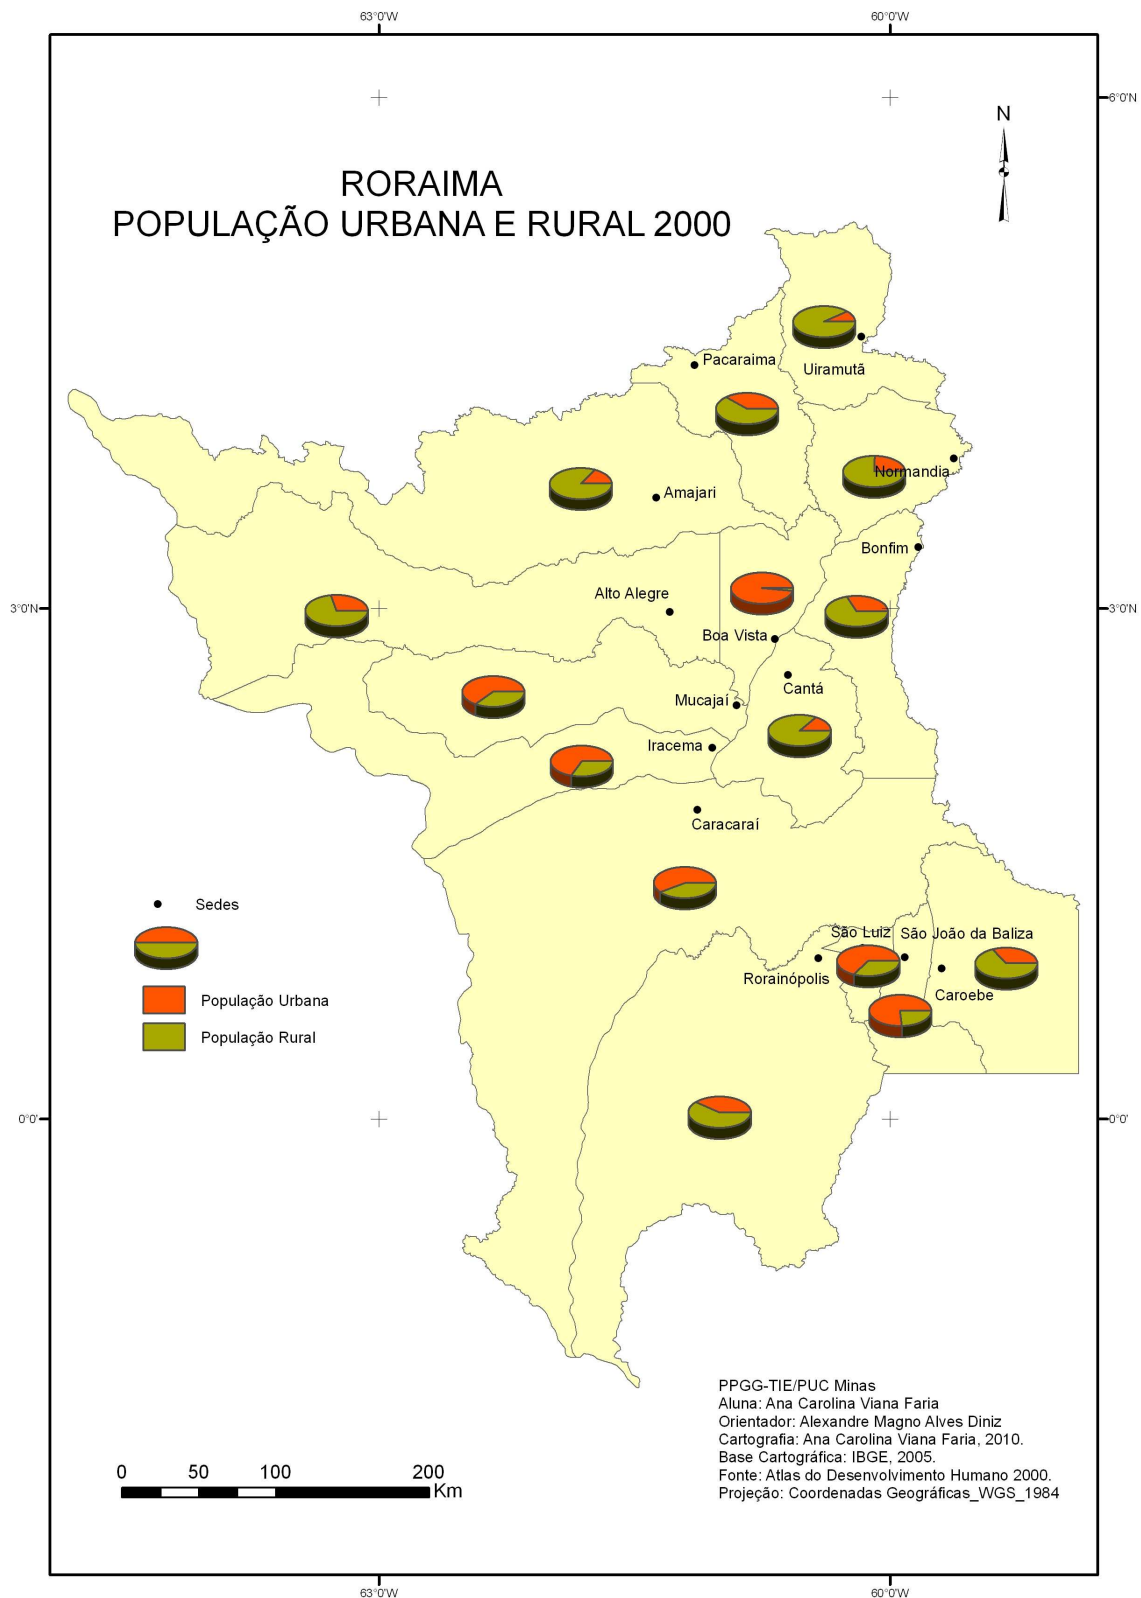 63°0'W
60°0'W
6°0'N
N
RORAIMA
POPULAÇÃO URBANA E RURAL 2000
Pacaraima
Uiramutã
Normandia
Amajari
Bonfim
Alto Alegre
3°0'N
3°0'N
Boa Vista
Cantá
Mucajaí
Iracema
Caracaraí
Sedes
São Luiz
São João da Baliza
Rorainópolis
Caroebe
População Urbana
População Rural
0°0'
0°0'
PPGG-TIE/PUC Minas
Aluna: Ana Carolina Viana Faria
Orientador: Alexandre Magno Alves Diniz
Cartografia: Ana Carolina Viana Faria, 2010.
Base Cartográfica: IBGE, 2005.
Fonte: Atlas do Desenvolvimento Humano 2000.
Projeção: Coordenadas Geográficas_WGS_1984
0 50 100 200
Km
63°0'W
60°0'W